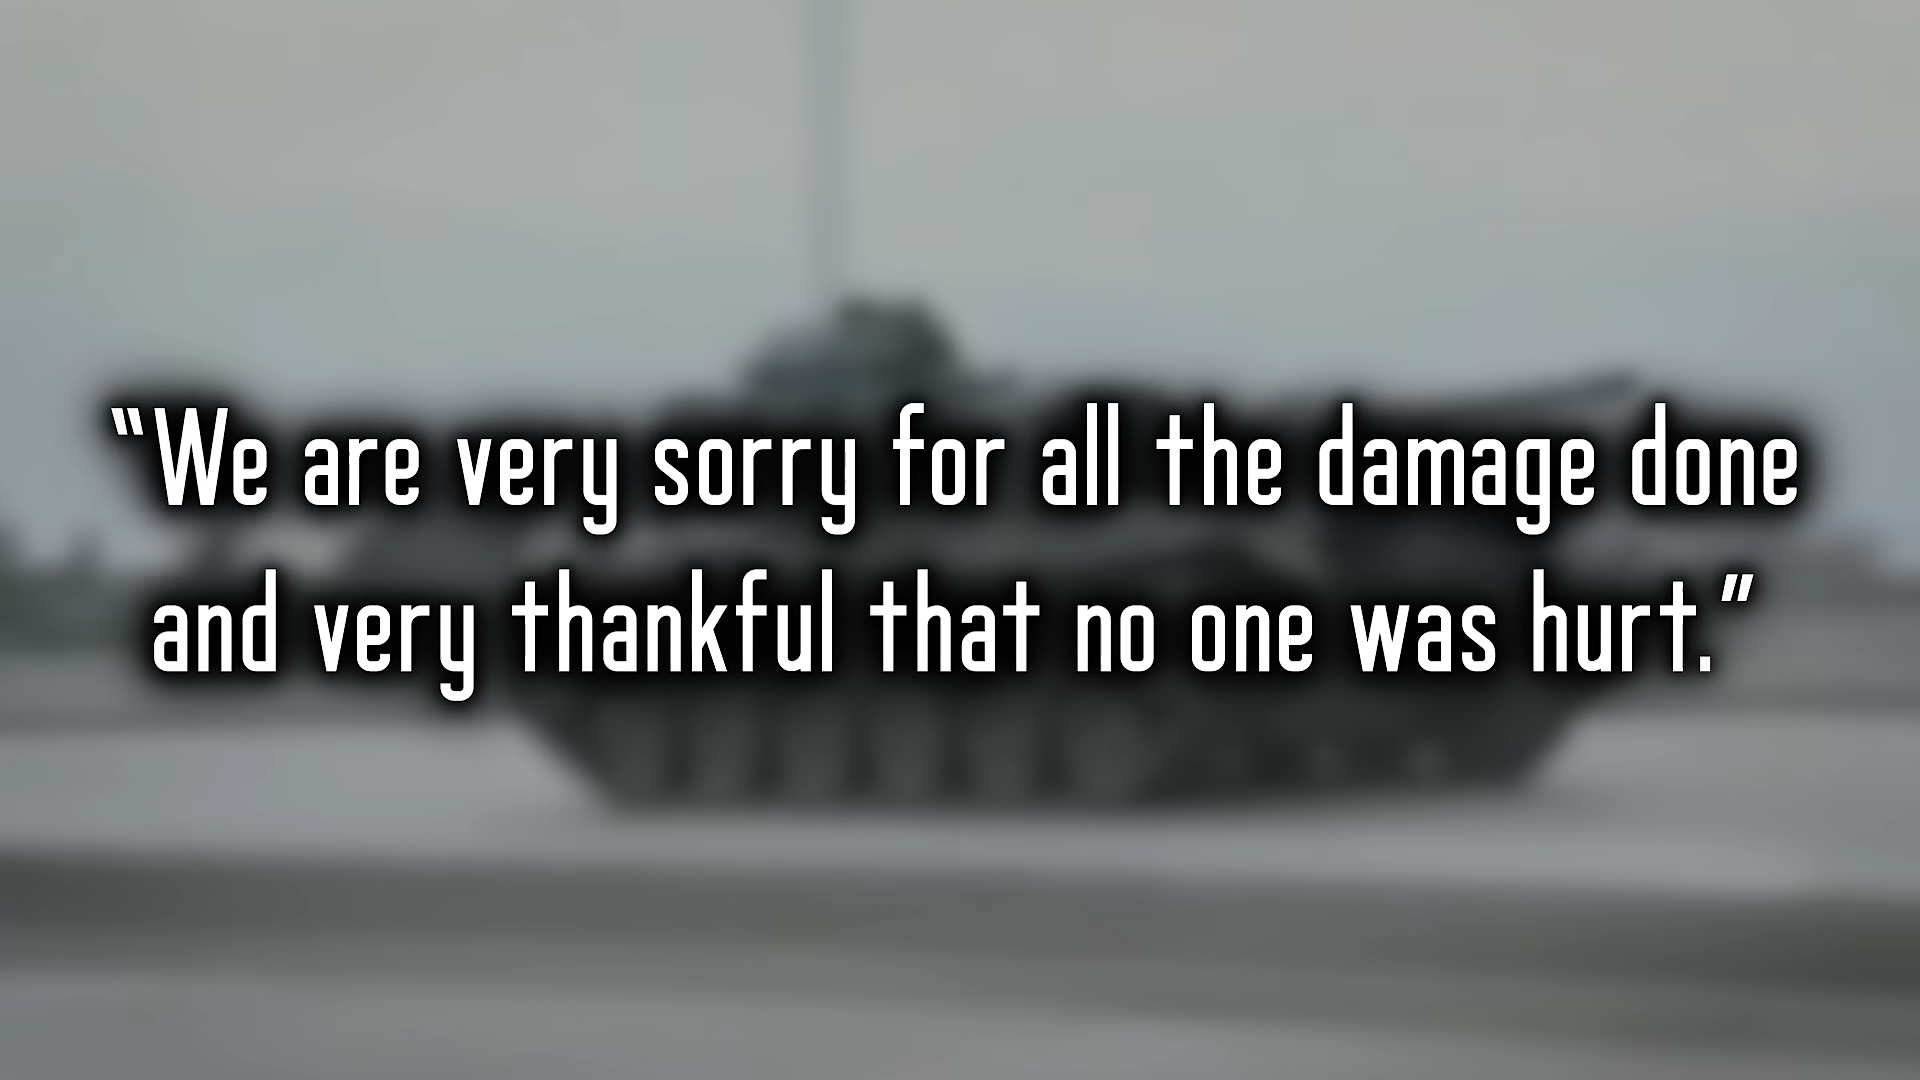 “We are very sorry for all the damage done
and very thankful that no one was hurt.”